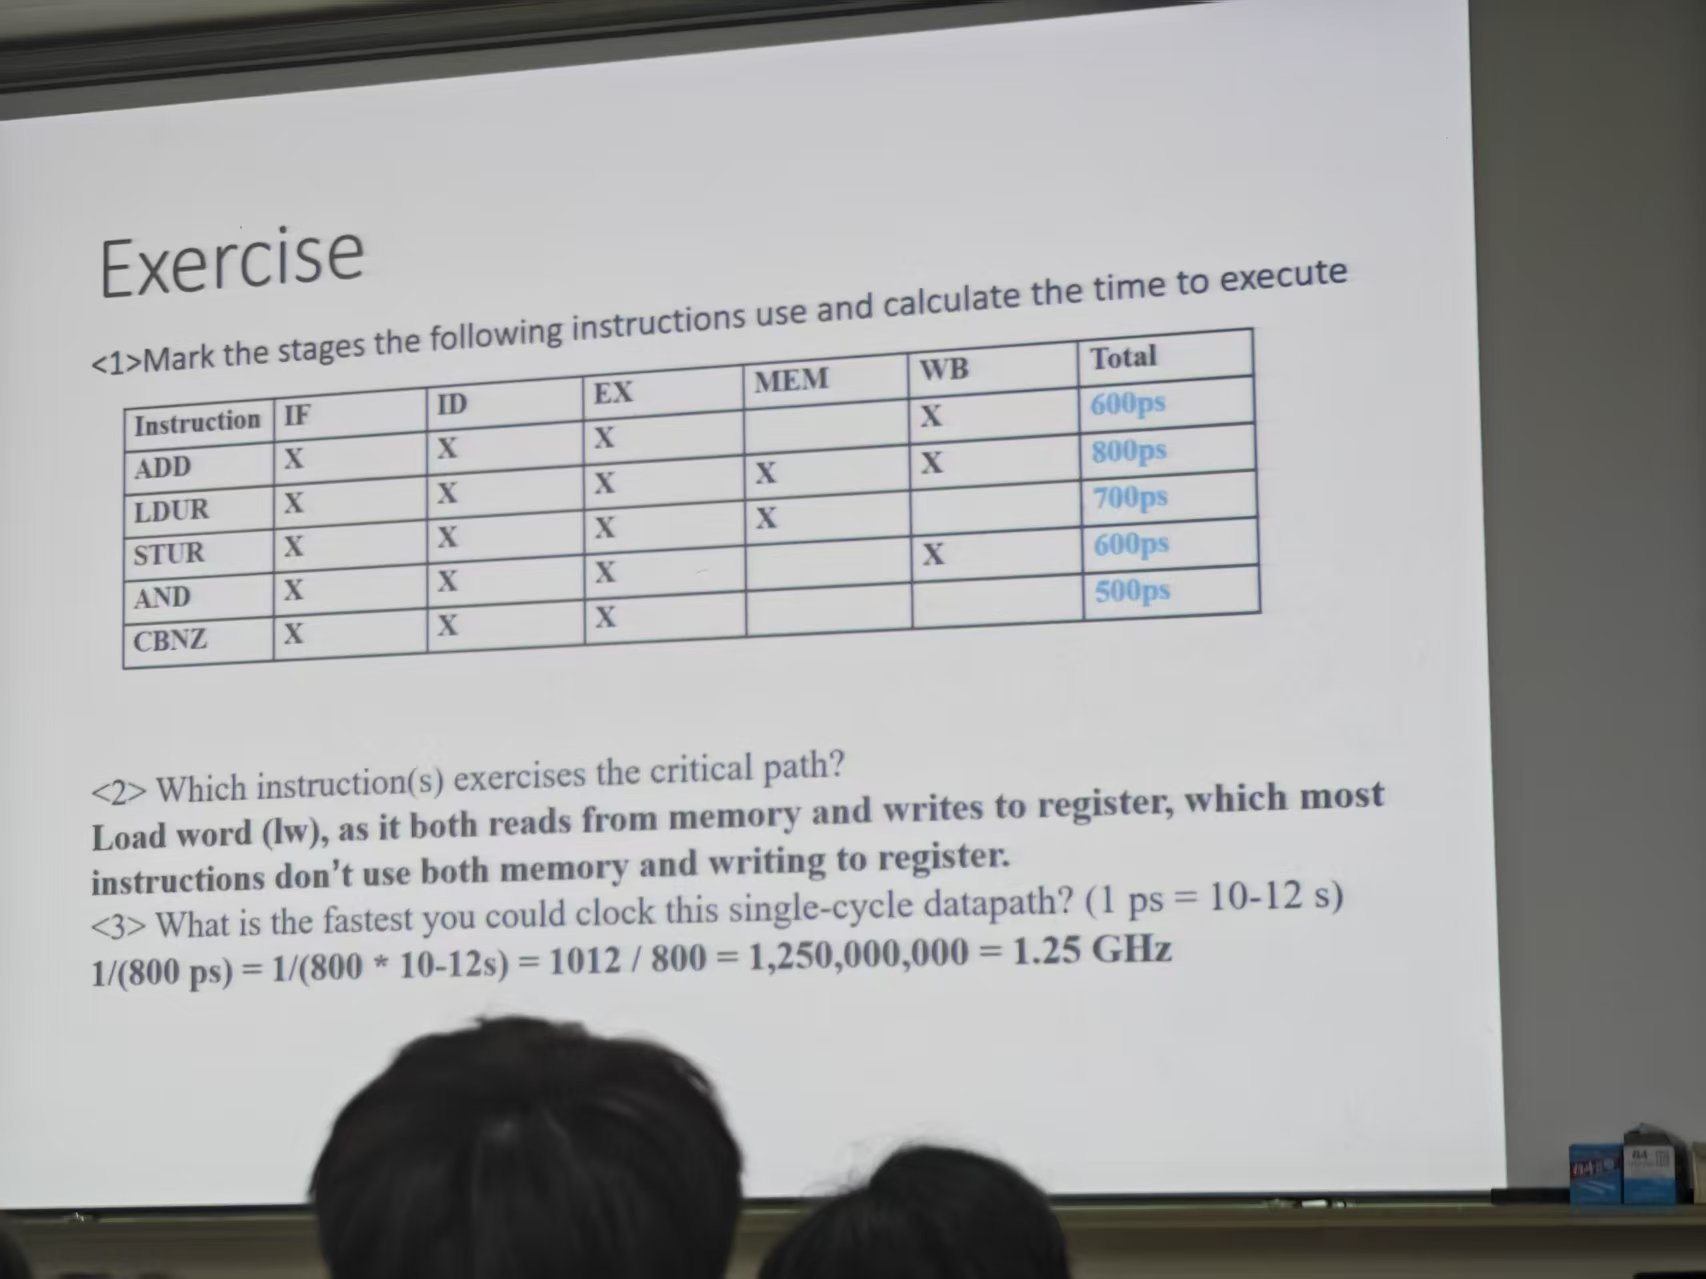 Exercise
<1>Mark the stages the following instructions use and calculate the time to execute
Instruction IF ID EX MEM WB Total
ADD X X X X 600ps
LDUR X X X X X 800ps
STUR X X X X 700ps
AND X X X X 600ps
CBNZ X X X 500ps
<2> Which instruction(s) exercises the critical path?
Load word (lw), as it both reads from memory and writes to register, which most
instructions don't use both memory and writing to register.
<3> What is the fastest you could clock this single-cycle datapath? (1 ps = 10-12 s)
1/(800 ps) = 1/(800 * 10-12s) = 1012 / 800 = 1,250,000,000 = 1.25 GHz